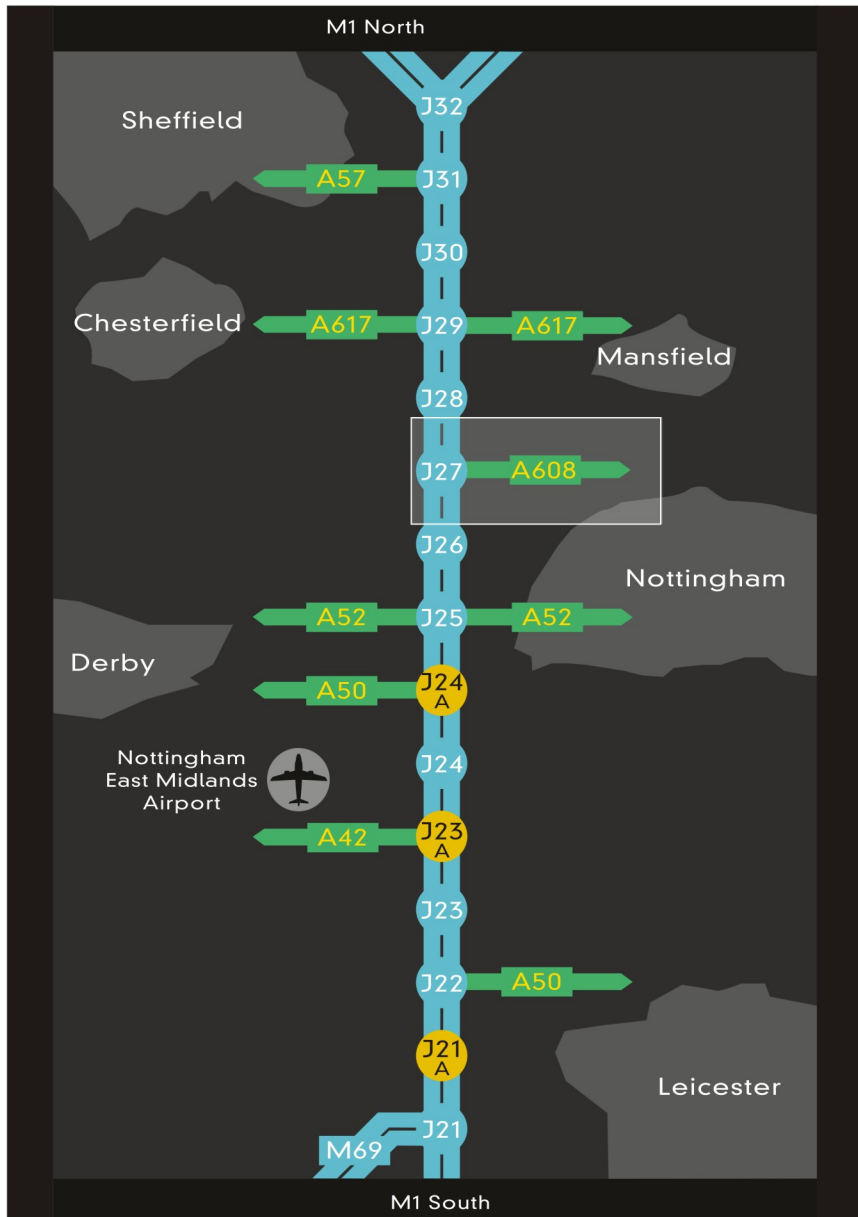 M1 North
J32
Sheffield
A57
J31
J30
Chesterfield
A617
J29
A617
Mansfield
J28
J27
A608
J26
Nottingham
A52
J25
A52
Derby
A50
J24
A
Nottingham
East Midlands
Airport
J24
A42
J23
A
J23
J22
A50
J21
A
Leicester
J21
M69
M1 South